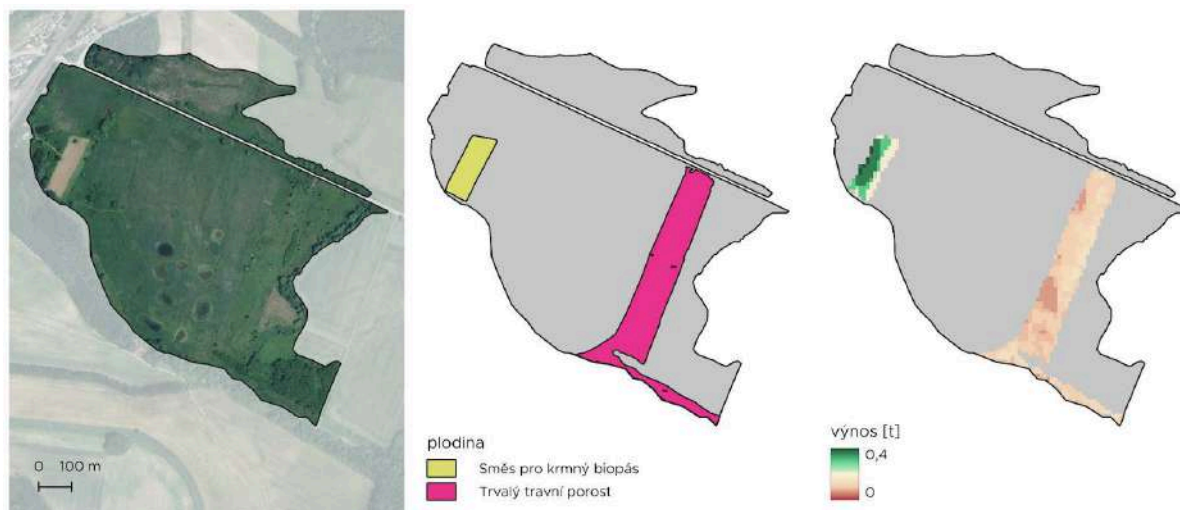 0 100 m
plodina
Směs pro krmný biopás
Trvalý travní porost
výnos [t]
0,4
0